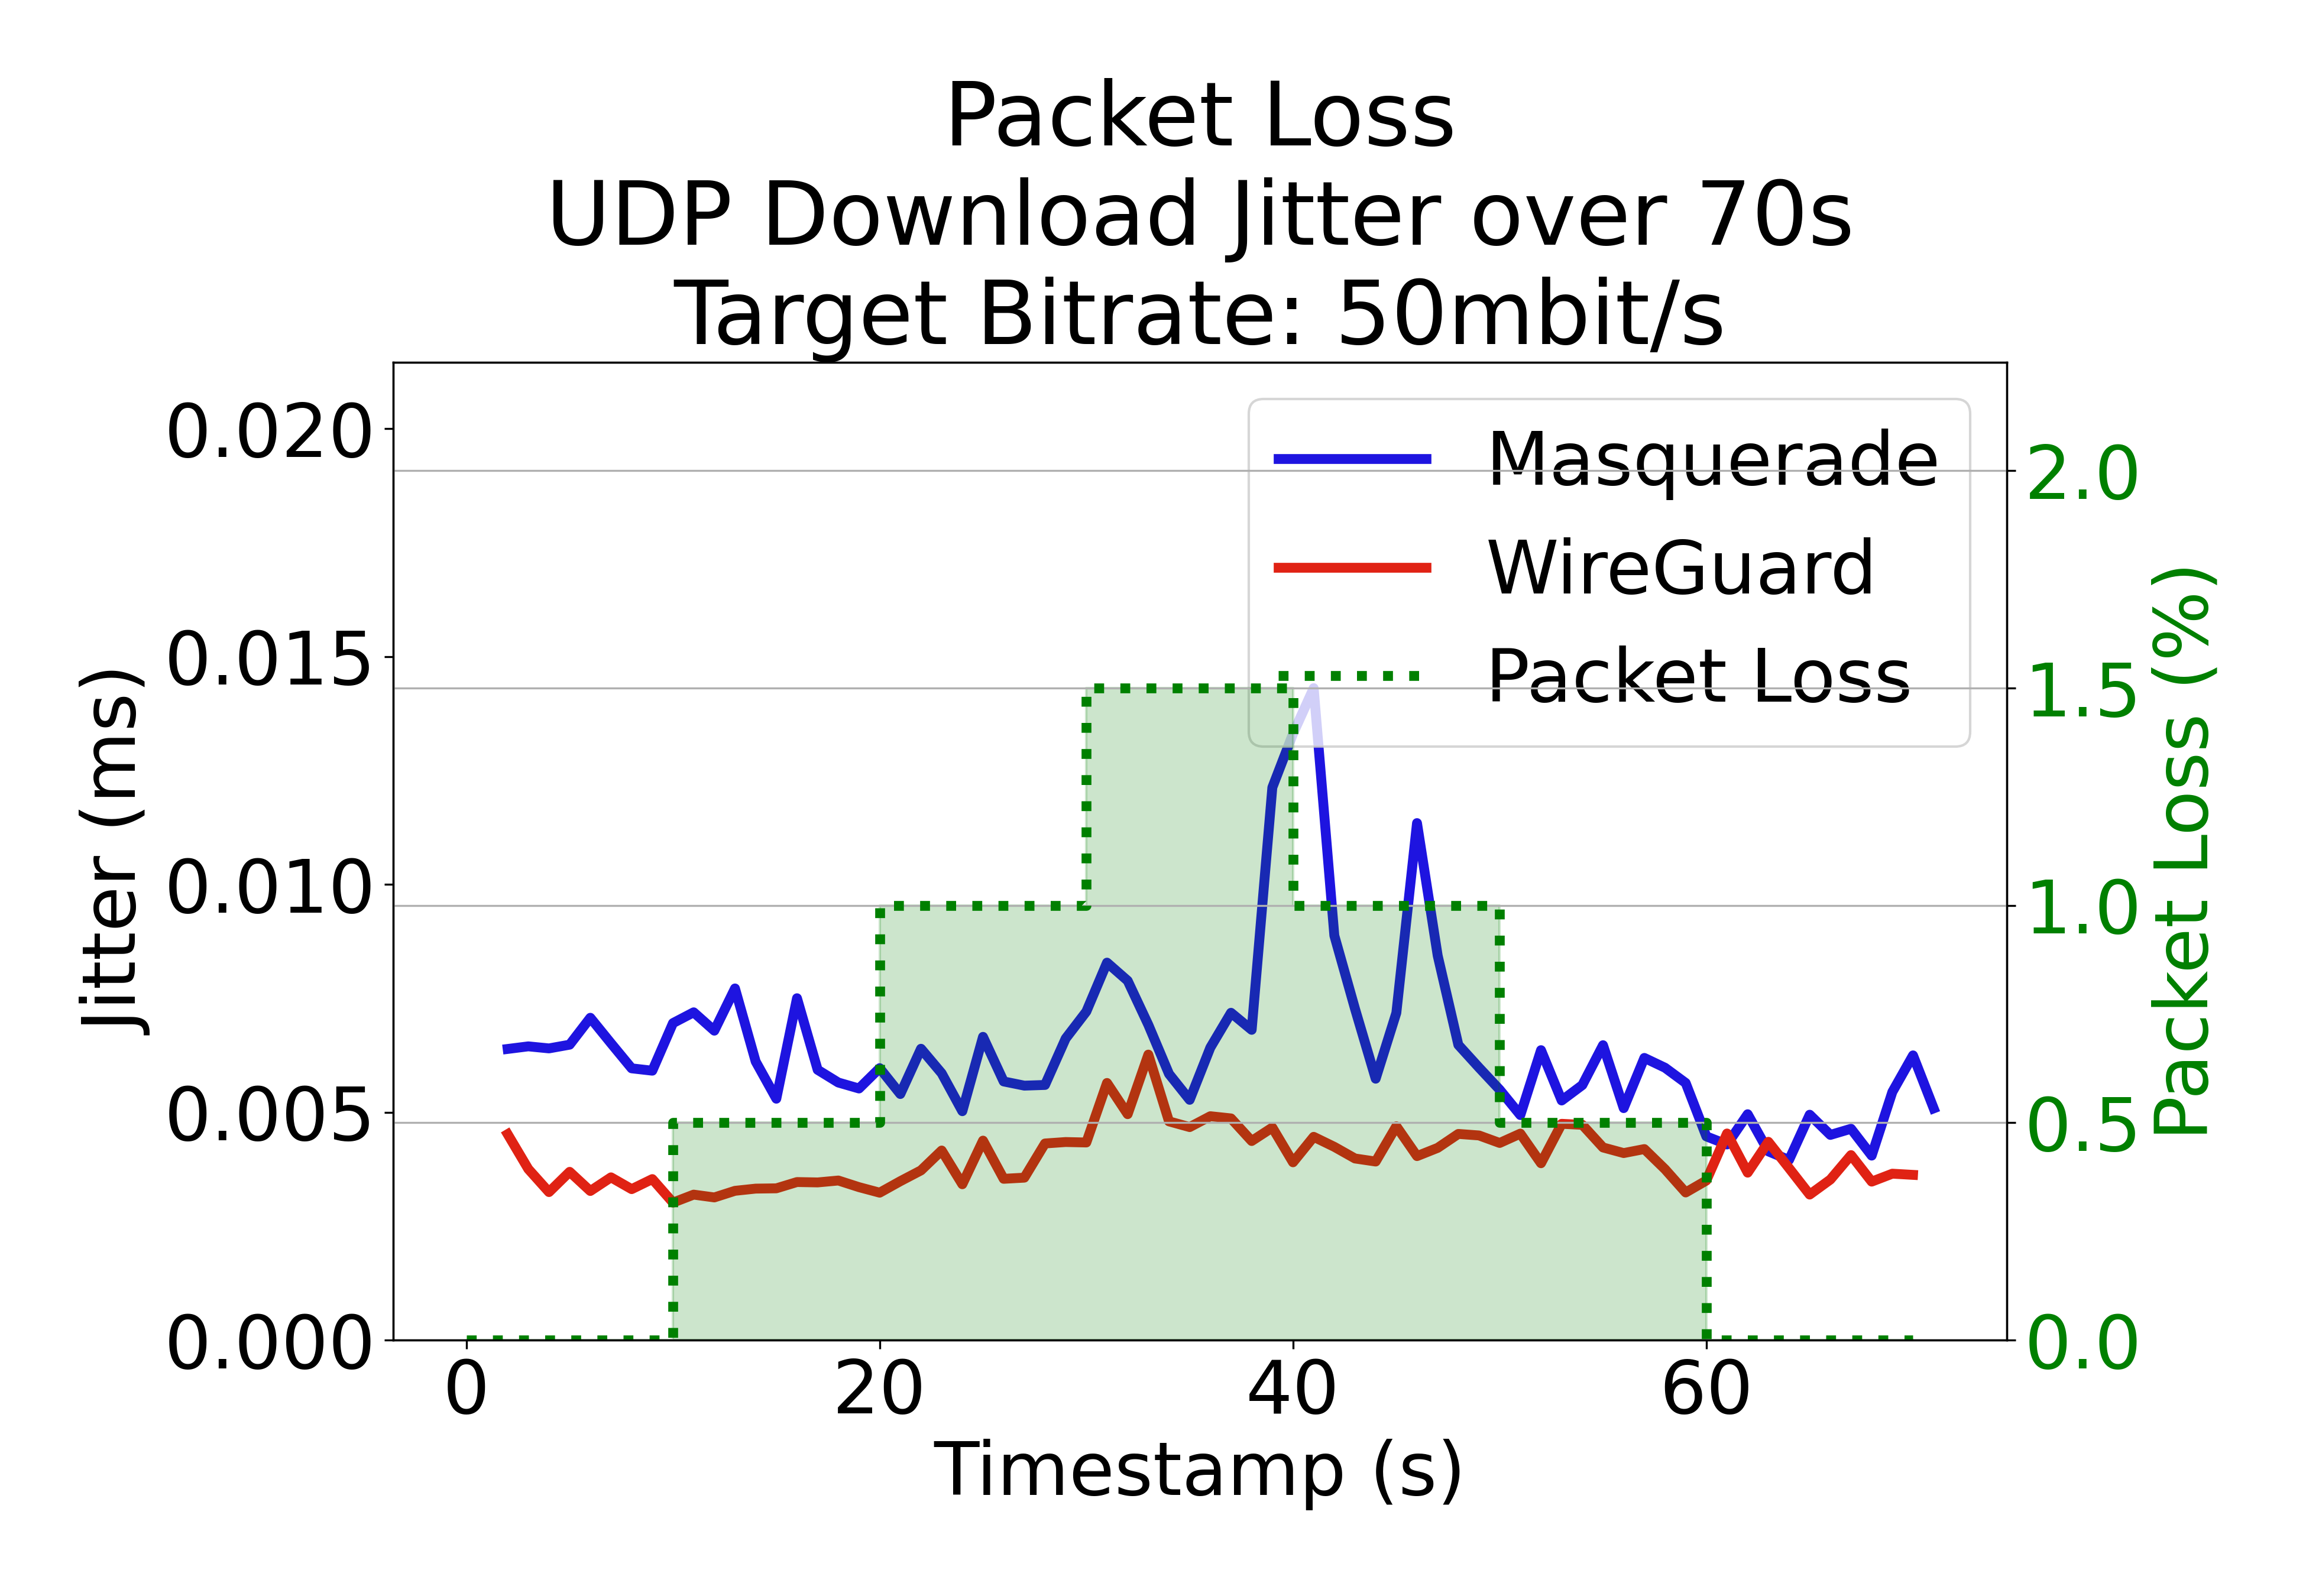 Packet Loss
UDP Download Jitter over 70s
Target Bitrate: 50mbit/s
Jitter (ms)
0.020
0.015
0.010
0.005
0.000
Masquerade
WireGuard
Packet Loss
2.0
1.5
1.0
0.5
0.0
Packet Loss (%)
0 20 40 60
Timestamp (s)